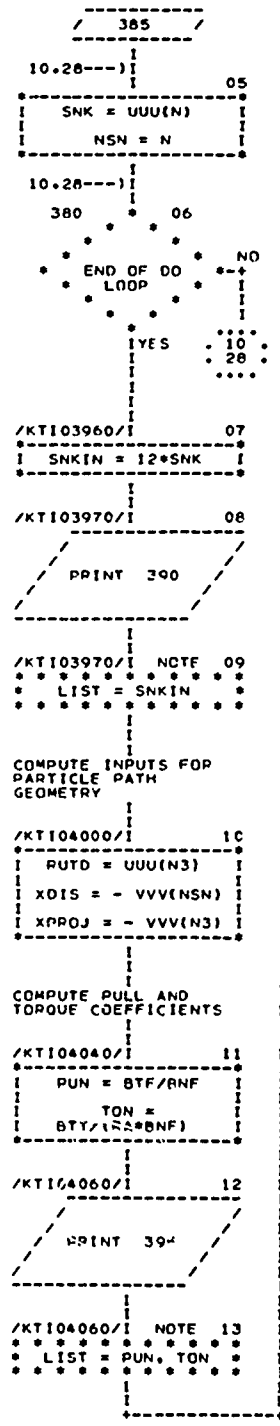 385
10.28---)I
05
SNK = UUU(N)
NSN = N
10.28---)I
380 06
END OF DO
LOOP
NO
YES
10
28
/KTI03960/I 07
SNKIN = 12*SNK
/KTI03970/I 08
PRINT 390
/KTI03970/I NOTE 09
LIST = SNKIN
COMPUTE INPUTS FOR
PARTICLE PATH
GEOMETRY
/KTI04000/I 10
RUTD = UUU(N3)
XDIS = - VVV(NSN)
XPROJ = - VVV(N3)
COMPUTE PULL AND
TORQUE COEFFICIENTS
/KTI04040/I 11
PUN = BTF/BNF
TON =
/KTI04060/I 12
PRINT
/KTI04060/I NOTE 13
LIST = PUN, TON